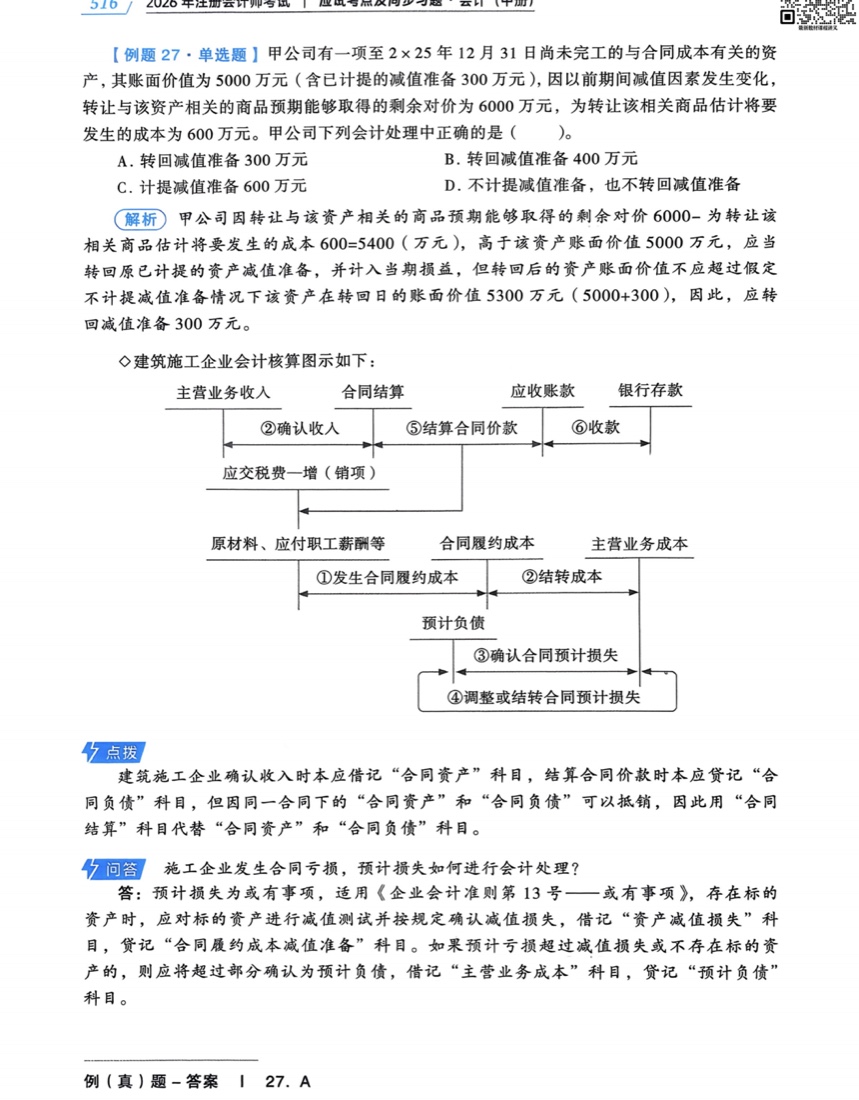 516 / 2026年注册会计师考试 | 应试考点及同步习题·会计(中册)
【例题27·单选题】甲公司有一项至2×25年12月31日尚未完工的与合同成本有关的资
产,其账面价值为5000万元(含已计提的减值准备300万元),因以前期间减值因素发生变化,
转让与该资产相关的商品预期能够取得的剩余对价为6000万元,为转让该相关商品估计将要
发生的成本为600万元。甲公司下列会计处理中正确的是( )。
A. 转回减值准备300万元 B. 转回减值准备400万元
C. 计提减值准备600万元 D. 不计提减值准备,也不转回减值准备
解析 甲公司因转让与该资产相关的商品预期能够取得的剩余对价6000-为转让该
相关商品估计将要发生的成本600=5400(万元),高于该资产账面价值5000万元,应当
转回原已计提的资产减值准备,并计入当期损益,但转回后的资产账面价值不应超过假定
不计提减值准备情况下该资产在转回日的账面价值5300万元(5000+300),因此,应转
回减值准备300万元。
◇建筑施工企业会计核算图示如下:
主营业务收入 合同结算 应收账款 银行存款
②确认收入 ⑤结算合同价款 ⑥收款
应交税费—增(销项)
原材料、应付职工薪酬等 合同履约成本 主营业务成本
①发生合同履约成本 ②结转成本
预计负债
③确认合同预计损失
④调整或结转合同预计损失
点拨
建筑施工企业确认收入时本应借记“合同资产”科目,结算合同价款时本应贷记“合
同负债”科目,但因同一合同下的“合同资产”和“合同负债”可以抵销,因此用“合同
结算”科目代替“合同资产”和“合同负债”科目。
问答 施工企业发生合同亏损,预计损失如何进行会计处理?
答:预计损失为或有事项,适用《企业会计准则第13号——或有事项》,存在标的
资产时,应对标的资产进行减值测试并按规定确认减值损失,借记“资产减值损失”科
目,贷记“合同履约成本减值准备”科目。如果预计亏损超过减值损失或不存在标的资
产的,则应将超过部分确认为预计负债,借记“主营业务成本”科目,贷记“预计负债”
科目。
例(真)题-答案 | 27. A